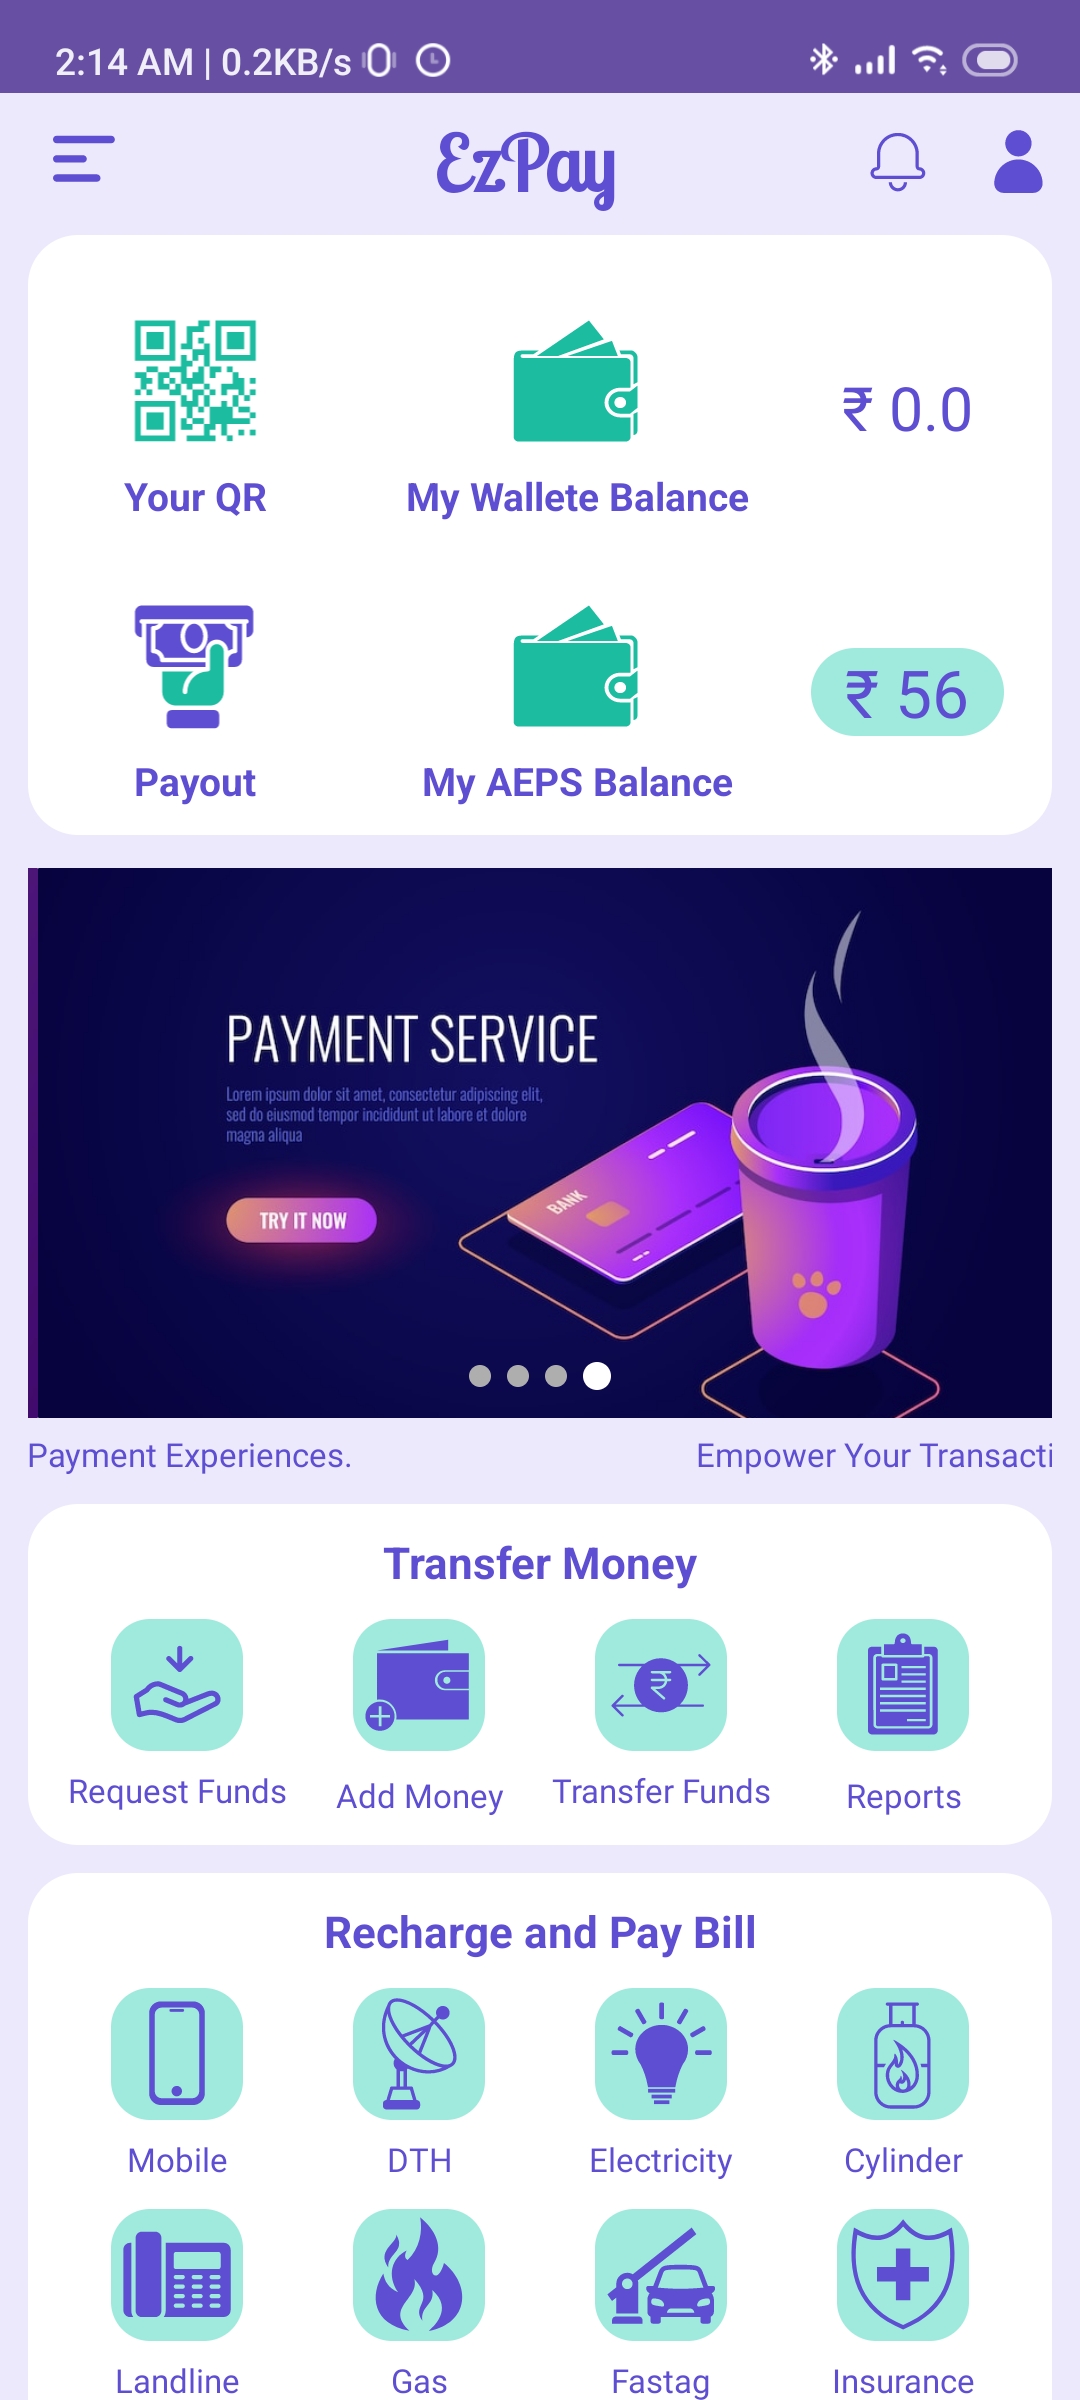 2:14 AM | 0.2KB/s
EzPay
₹ 0.0
Your QR
My Wallete Balance
₹ 56
Payout
My AEPS Balance
PAYMENT SERVICE
Lorem ipsum dolor sit amet, consectetur adipiscing elit,
sed do eiusmod tempor incididunt ut labore et dolore
magna aliqua
BANK
TRY IT NOW
Payment Experiences.
Empower Your Transacti
Transfer Money
Request Funds
Add Money
Transfer Funds
Reports
Recharge and Pay Bill
Mobile
DTH
Electricity
Cylinder
Landline
Gas
Fastag
Insurance